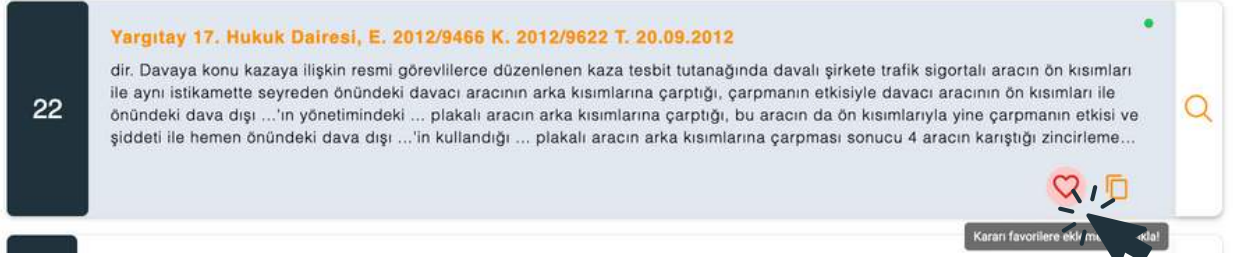 Yargıtay 17. Hukuk Dairesi, E. 2012/9466 K. 2012/9622 T. 20.09.2012
dir. Davaya konu kazaya ilişkin resmi görevlilerce düzenlenen kaza tesbit tutanağında davalı şirkete trafik sigortalı aracın ön kısımları
ile aynı istikamette seyreden önündeki davacı aracının arka kısımlarına çarptığı, çarpmanın etkisiyle davacı aracının ön kısımları ile
22
önündeki dava dışı ...'ın yönetimindeki ... plakalı aracın arka kısımlarına çarptığı, bu aracın da ön kısımlarıyla yine çarpmanın etkisi ve
şiddeti ile hemen önündeki dava dışı ...'in kullandığı ... plakalı aracın arka kısımlarına çarpması sonucu 4 aracın karıştığı zincirleme...
Kararı favorilere